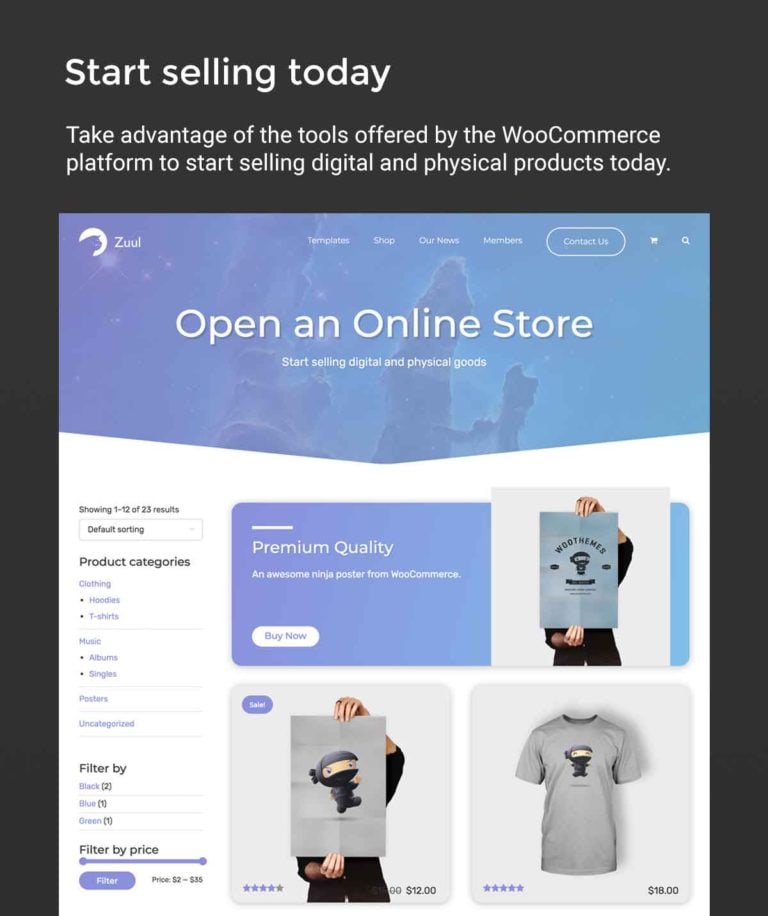 Start selling today
Take advantage of the tools offered by the WooCommerce
platform to start selling digital and physical products today.
Zuul
Templates
Shop
Our News
Members
Contact Us
Open an Online Store
Start selling digital and physical goods
Showing 1–12 of 23 results
Default sorting
Product categories
Clothing
Hoodies
T-shirts
Music
Albums
Singles
Posters
Uncategorized
Filter by
Black (2)
Blue (1)
Green (1)
Filter by price
Filter
Price: $2 — $35
Premium Quality
An awesome ninja poster from WooCommerce.
Buy Now
WOOTHEMES
Sale!
$12.00
$18.00